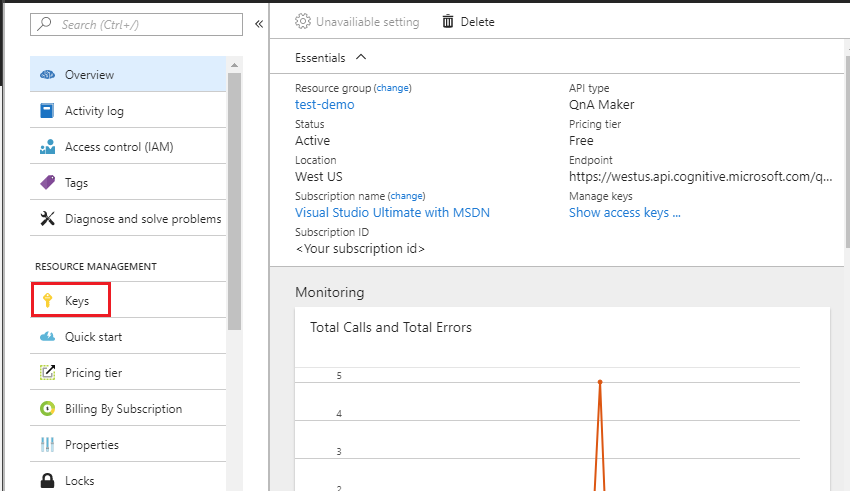 Search (Ctrl+/)
«
Unavailiable setting
Delete
Overview
Activity log
Access control (IAM)
Tags
Diagnose and solve problems
RESOURCE MANAGEMENT
Keys
Quick start
Pricing tier
Billing By Subscription
Properties
Locks
Essentials
Resource group (change)
test-demo
Status
Active
Location
West US
Subscription name (change)
Visual Studio Ultimate with MSDN
Subscription ID
<Your subscription id>
API type
QnA Maker
Pricing tier
Free
Endpoint
https://westus.api.cognitive.microsoft.com/q...
Manage keys
Show access keys ...
Monitoring
Total Calls and Total Errors
5
4
3
2